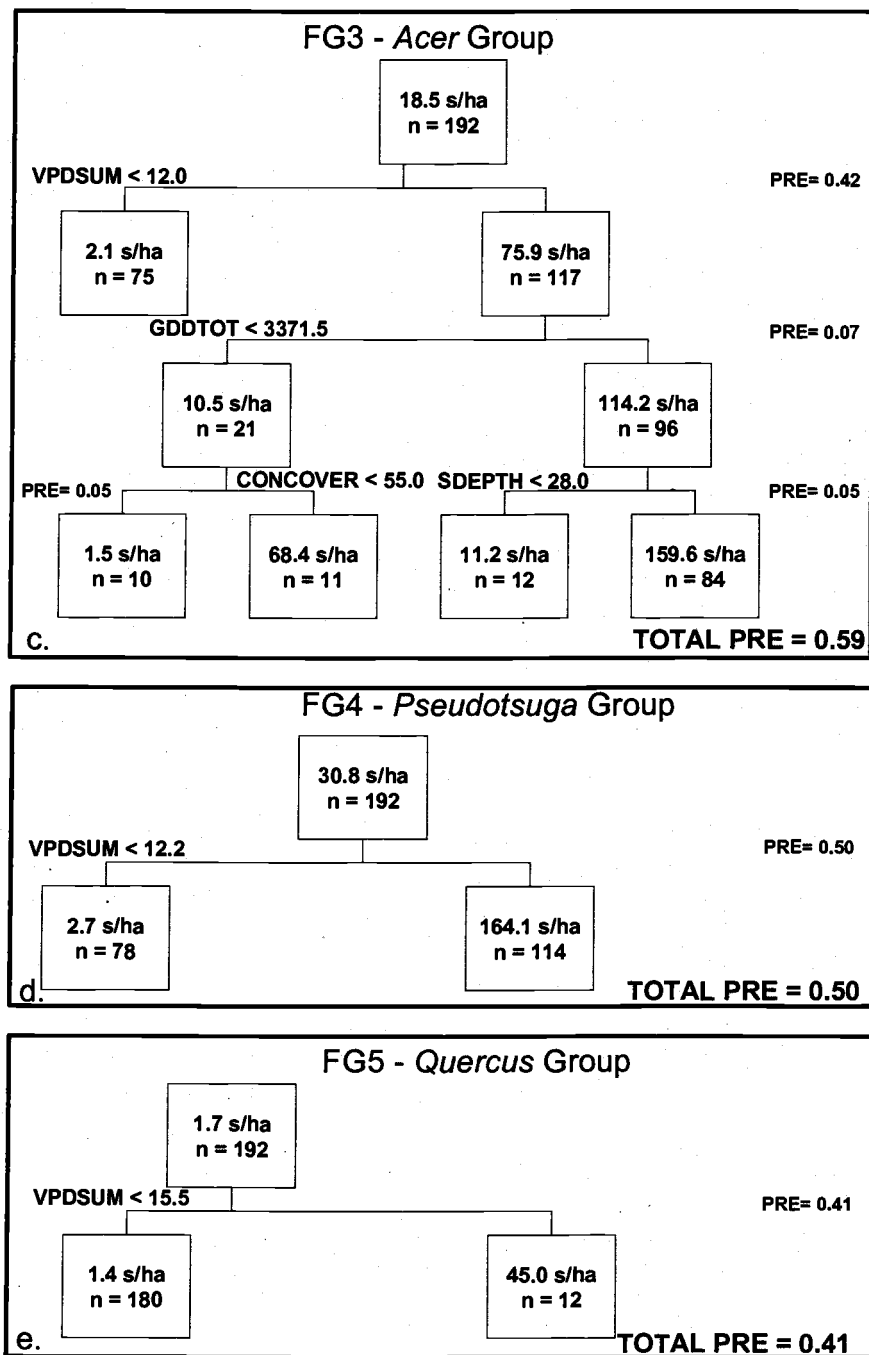 FG3 - Acer Group
18.5 s/ha
n = 192
VPDSUM < 12.0
PRE= 0.42
2.1 s/ha
n = 75
75.9 s/ha
n = 117
GDDTOT < 3371.5
PRE= 0.07
10.5 s/ha
n = 21
114.2 s/ha
n = 96
PRE= 0.05
CONCOVER < 55.0
SDEPTH < 28.0
PRE= 0.05
1.5 s/ha
n = 10
68.4 s/ha
n = 11
11.2 s/ha
n = 12
159.6 s/ha
n = 84
c.
TOTAL PRE = 0.59
FG4 - Pseudotsuga Group
30.8 s/ha
n = 192
VPDSUM < 12.2
PRE= 0.50
2.7 s/ha
n = 78
164.1 s/ha
n = 114
d.
TOTAL PRE = 0.50
FG5 - Quercus Group
1.7 s/ha
n = 192
VPDSUM < 15.5
PRE= 0.41
1.4 s/ha
n = 180
45.0 s/ha
n = 12
e.
TOTAL PRE = 0.41